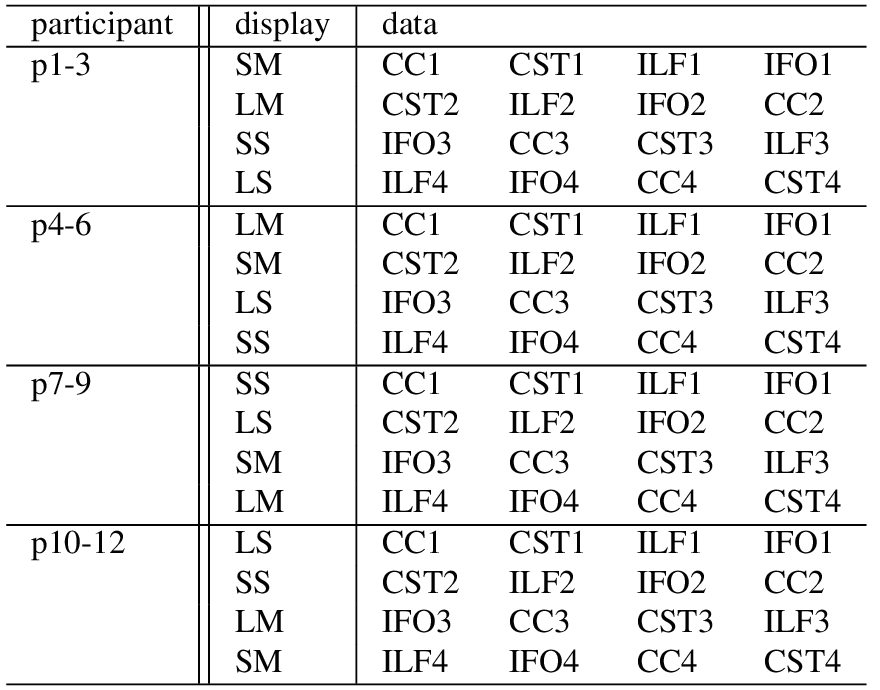 participant display data
p1-3 SM CC1 CST1 ILF1 IFO1
LM CST2 ILF2 IFO2 CC2
SS IFO3 CC3 CST3 ILF3
LS ILF4 IFO4 CC4 CST4
p4-6 LM CC1 CST1 ILF1 IFO1
SM CST2 ILF2 IFO2 CC2
LS IFO3 CC3 CST3 ILF3
SS ILF4 IFO4 CC4 CST4
p7-9 SS CC1 CST1 ILF1 IFO1
LS CST2 ILF2 IFO2 CC2
SM IFO3 CC3 CST3 ILF3
LM ILF4 IFO4 CC4 CST4
p10-12 LS CC1 CST1 ILF1 IFO1
SS CST2 ILF2 IFO2 CC2
LM IFO3 CC3 CST3 ILF3
SM ILF4 IFO4 CC4 CST4